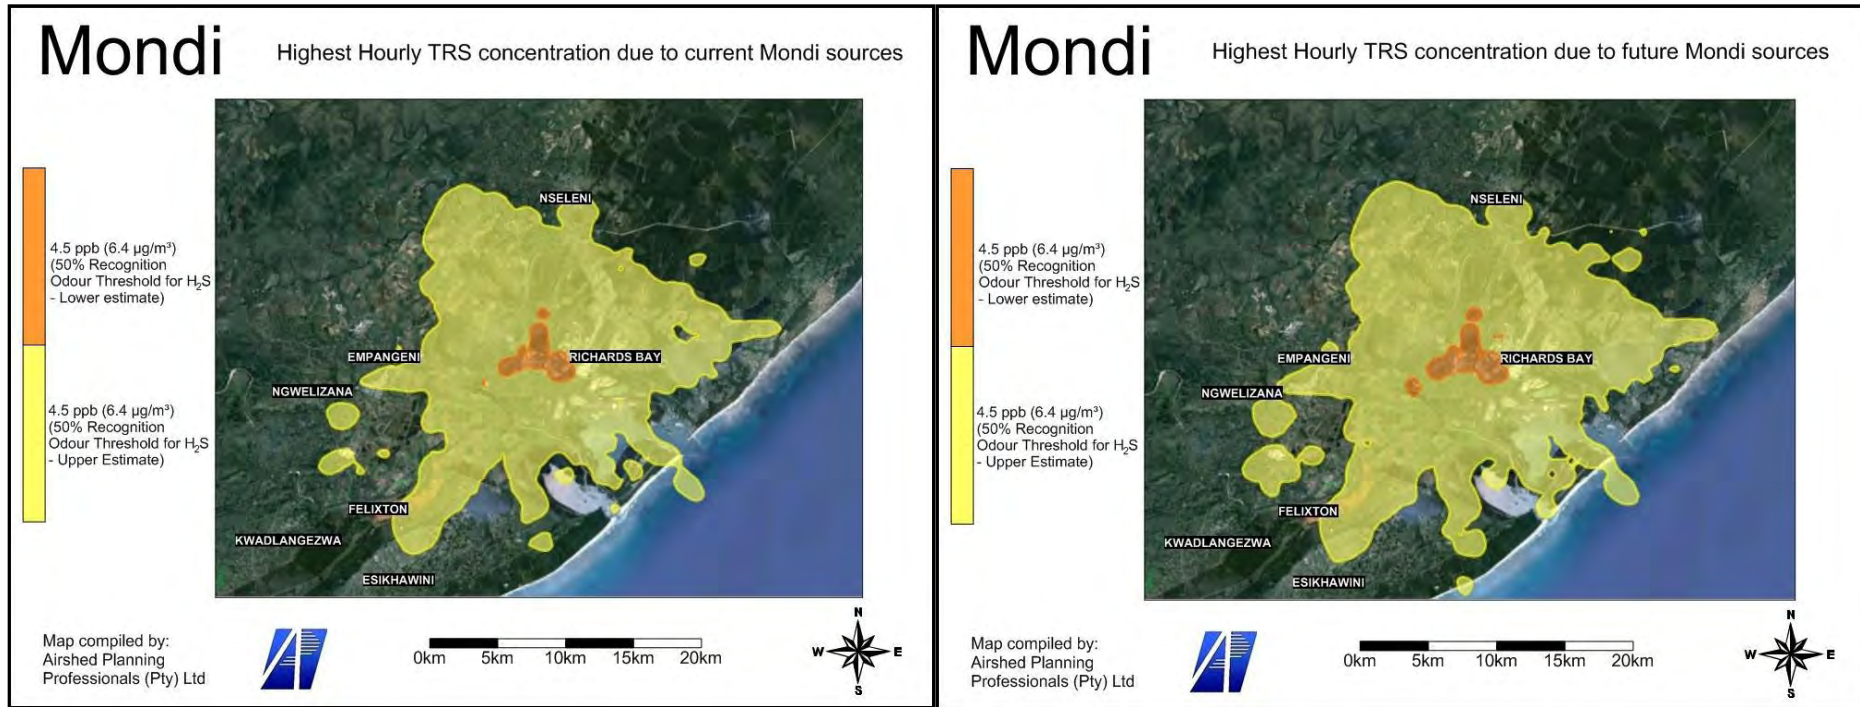 Mondi
Highest Hourly TRS concentration due to current Mondi sources
NSELENI
4.5 ppb (6.4 µg/m³)
(50% Recognition
Odour Threshold for H₂S
- Lower estimate)
EMPANGENI
RICHARDS BAY
NGWELIZANA
4.5 ppb (6.4 µg/m³)
(50% Recognition
Odour Threshold for H₂S
- Upper Estimate)
FELIXTON
KWADLANGEZWA
ESIKHAWINI
Map compiled by:
Airshed Planning
Professionals (Pty) Ltd
0km 5km 10km 15km 20km
N
W E
S
Mondi
Highest Hourly TRS concentration due to future Mondi sources
NSELENI
4.5 ppb (6.4 µg/m³)
(50% Recognition
Odour Threshold for H₂S
- Lower estimate)
EMPANGENI
RICHARDS BAY
NGWELIZANA
4.5 ppb (6.4 µg/m³)
(50% Recognition
Odour Threshold for H₂S
- Upper Estimate)
FELIXTON
KWADLANGEZWA
ESIKHAWINI
Map compiled by:
Airshed Planning
Professionals (Pty) Ltd
0km 5km 10km 15km 20km
N
W E
S